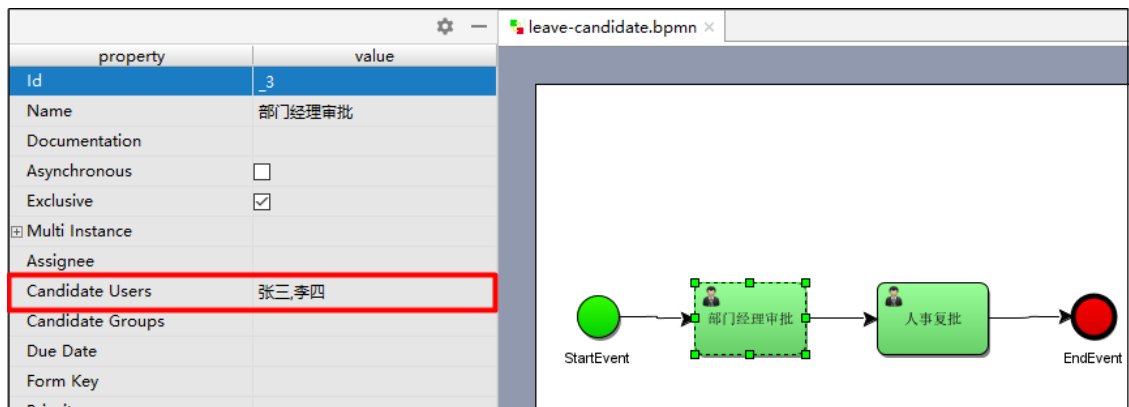 leave-candidate.bpmn
property value
Id _3
Name 部门经理审批
Documentation
Asynchronous
Exclusive
Multi Instance
Assignee
Candidate Users 张三,李四
Candidate Groups
Due Date
Form Key
部门经理审批
人事复批
StartEvent
EndEvent